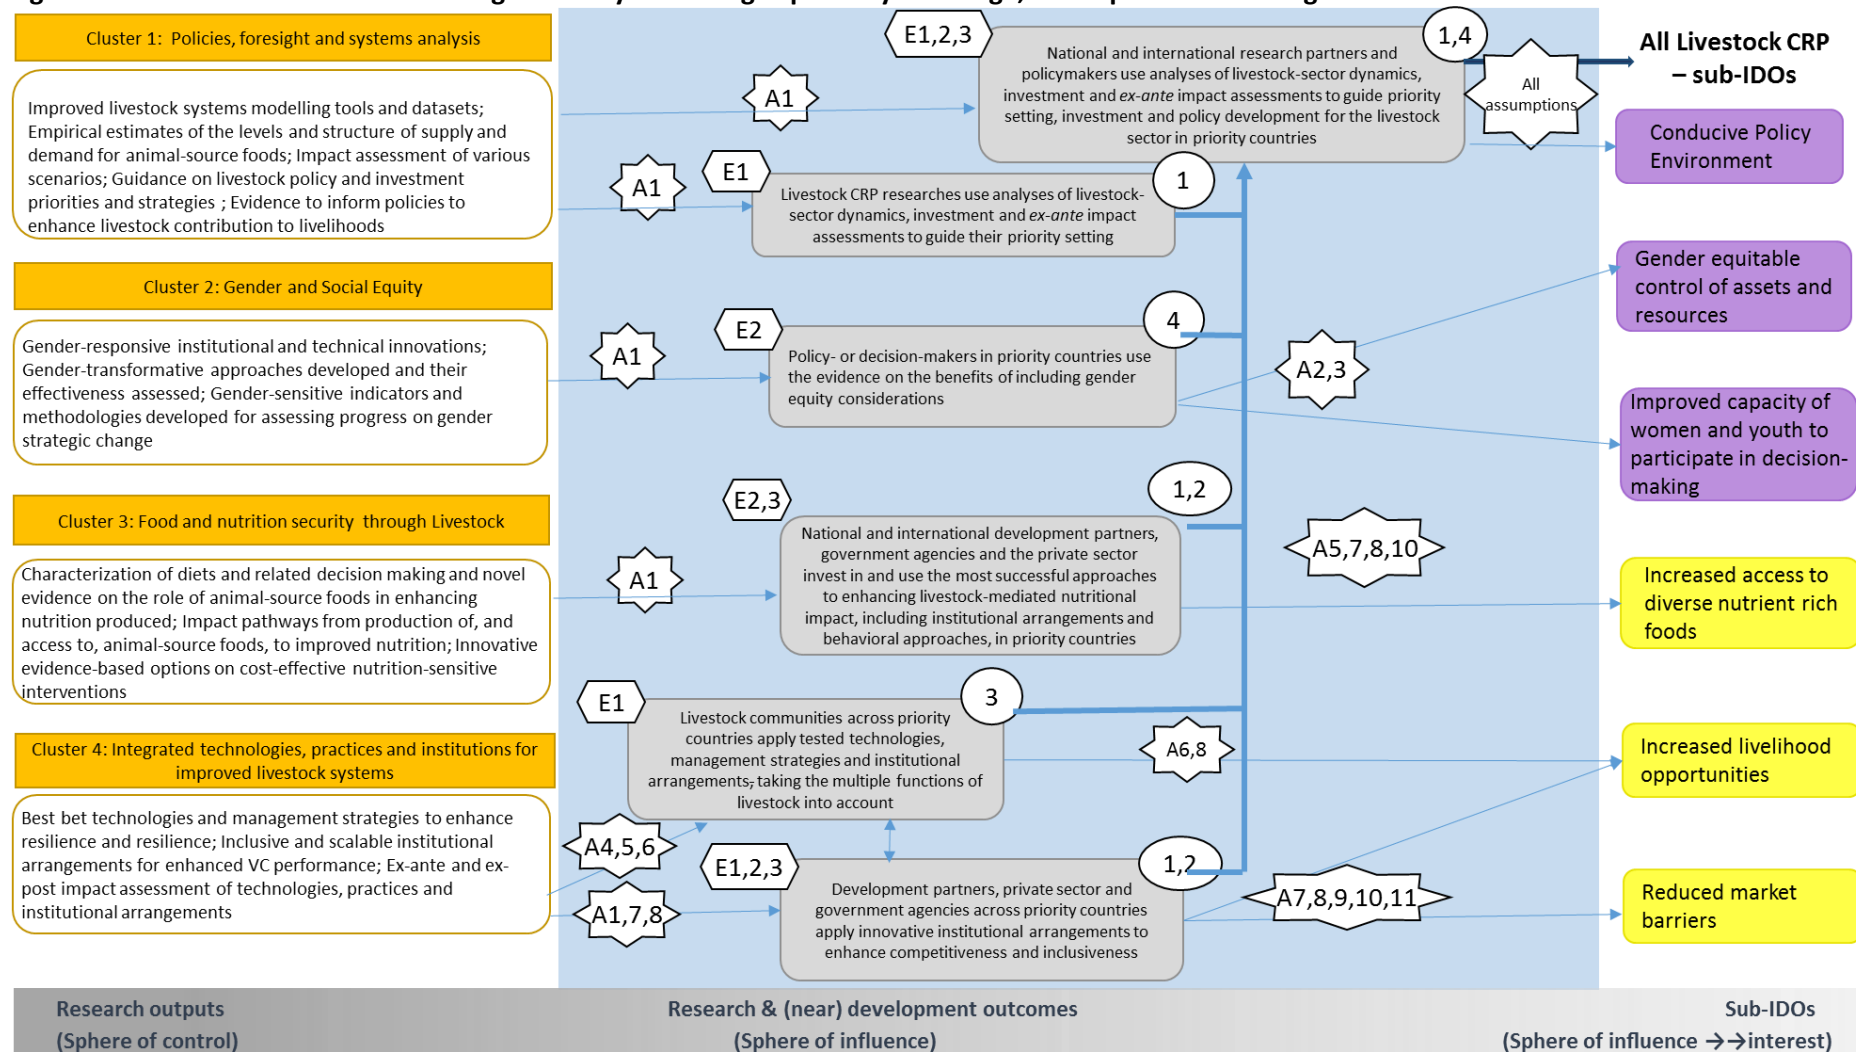 Cluster 1: Policies, foresight and systems analysis
Improved livestock systems modelling tools and datasets;
Empirical estimates of the levels and structure of supply and
demand for animal-source foods; Impact assessment of various
scenarios; Guidance on livestock policy and investment
priorities and strategies ; Evidence to inform policies to
enhance livestock contribution to livelihoods
Cluster 2: Gender and Social Equity
Gender-responsive institutional and technical innovations;
Gender-transformative approaches developed and their
effectiveness assessed; Gender-sensitive indicators and
methodologies developed for assessing progress on gender
strategic change
Cluster 3: Food and nutrition security through Livestock
Characterization of diets and related decision making and novel
evidence on the role of animal-source foods in enhancing
nutrition produced; Impact pathways from production of, and
access to, animal-source foods, to improved nutrition; Innovative
evidence-based options on cost-effective nutrition-sensitive
interventions
Cluster 4: Integrated technologies, practices and institutions for
improved livestock systems
Best bet technologies and management strategies to enhance
resilience and resilience; Inclusive and scalable institutional
arrangements for enhanced VC performance; Ex-ante and ex-
post impact assessment of technologies, practices and
institutional arrangements
A1
E1,2,3
1,4
National and international research partners and
policymakers use analyses of livestock-sector dynamics,
investment and ex-ante impact assessments to guide priority
setting, investment and policy development for the livestock
sector in priority countries
All
assumptions
A1
E1
1
Livestock CRP researches use analyses of livestock-
sector dynamics, investment and ex-ante impact
assessments to guide their priority setting
A1
E2
4
Policy- or decision-makers in priority countries use
the evidence on the benefits of including gender
equity considerations
A2,3
A1
E2,3
1,2
National and international development partners,
government agencies and the private sector
invest in and use the most successful approaches
to enhancing livestock-mediated nutritional
impact, including institutional arrangements and
behavioral approaches, in priority countries
A5,7,8,10
E1
3
Livestock communities across priority
countries apply tested technologies,
management strategies and institutional
arrangements, taking the multiple functions of
livestock into account
A6,8
A4,5,6
A1,7,8
E1,2,3
1,2
Development partners, private sector and
government agencies across priority countries
apply innovative institutional arrangements to
enhance competitiveness and inclusiveness
A7,8,9,10,11
All Livestock CRP
– sub-IDOs
Conducive Policy
Environment
Gender equitable
control of assets and
resources
Improved capacity of
women and youth to
participate in decision-
making
Increased access to
diverse nutrient rich
foods
Increased livelihood
opportunities
Reduced market
barriers
Research outputs
(Sphere of control)
Research & (near) development outcomes
(Sphere of influence)
Sub-IDOs
(Sphere of influence →→interest)